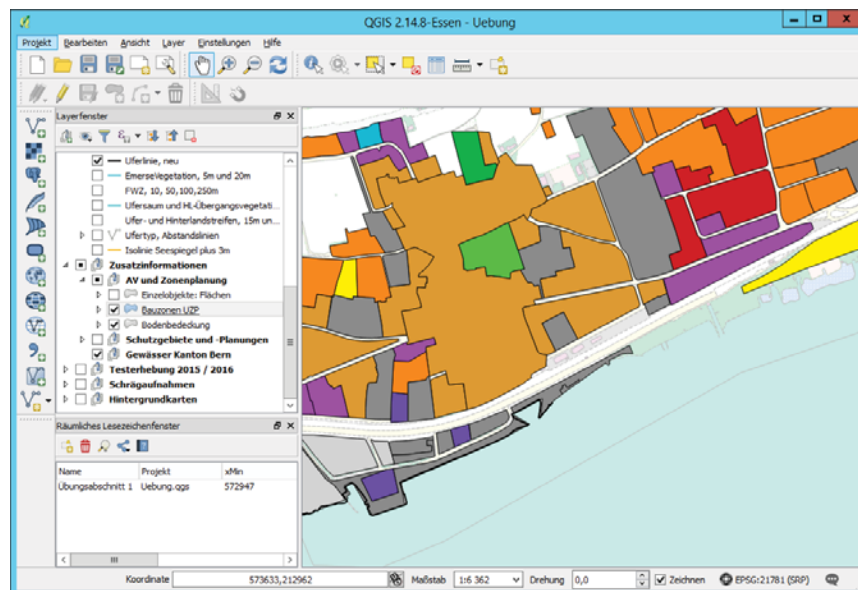 QGIS 2.14.8-Essen - Uebung
Projekt Bearbeiten Ansicht Layer Einstellungen Hilfe
Layerfenster
Uferlinie, neu
EmerseVegetation, 5m und 20m
FWZ, 10, 50,100,250m
Ufersaum und HL-Übergangsvegetati...
Ufer- und Hinterlandstreifen, 15m un...
Ufertyp, Abstandslinien
Isolinie Seespiegel plus 3m
Zusatzinformationen
AV und Zonenplanung
Einzelobjekte: Flächen
Bauzonen UZP
Bodenbedeckung
Schutzgebiete und -Planungen
Gewässer Kanton Bern
Testerhebung 2015 / 2016
Schrägaufnahmen
Hintergrundkarten
Räumliches Lesezeichenfenster
Name Projekt xMin
Übungsabschnitt 1 Uebung.qgs 572947
Koordinate 573633,212962 Maßstab 1:6 362 Drehung 0,0 Zeichnen EPSG:21781 (SRP)